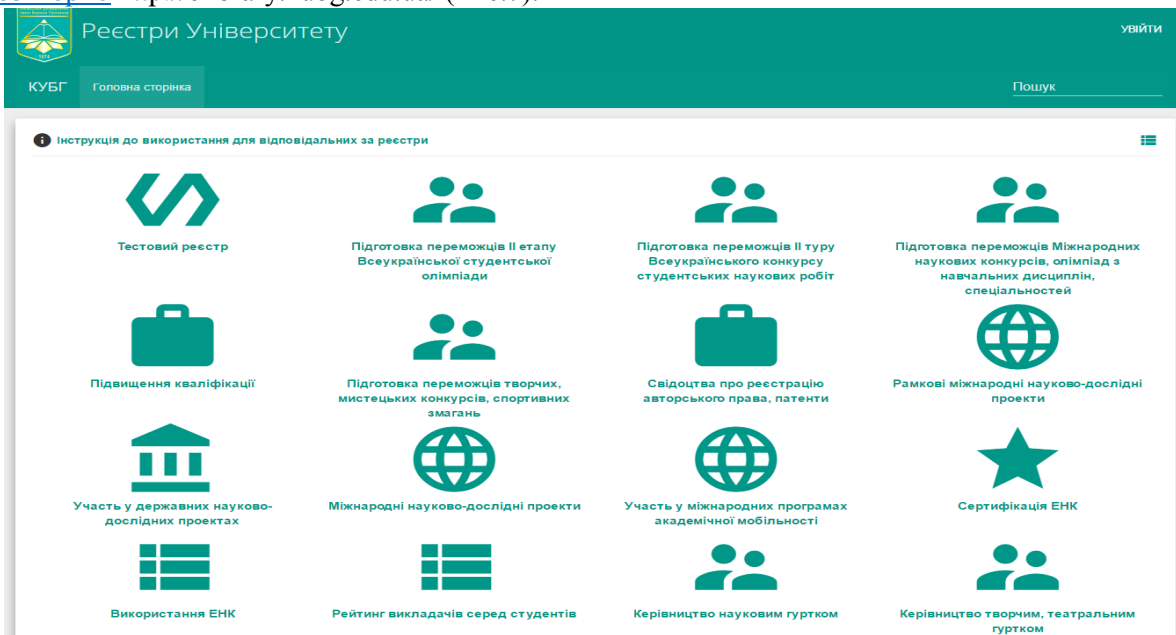 Реєстри Університету
УВІЙТИ
КУБГ
Головна сторінка
Пошук
Інструкція до використання для відповідальних за реєстри
Тестовий реєстр
Підготовка переможців ІІ етапу
Всеукраїнської студентської
олімпіади
Підготовка переможців ІІ туру
Всеукраїнського конкурсу
студентських наукових робіт
Підготовка переможців Міжнародних
наукових конкурсів, олімпіад з
навчальних дисциплін,
спеціальностей
Підвищення кваліфікації
Підготовка переможців творчих,
мистецьких конкурсів, спортивних
змагань
Свідоцтва про реєстрацію
авторського права, патенти
Рамкові міжнародні науково-дослідні
проекти
Участь у державних науково-
дослідних проектах
Міжнародні науково-дослідні проекти
Участь у міжнародних програмах
академічної мобільності
Сертифікація ЕНК
Використання ЕНК
Рейтинг викладачів серед студентів
Керівництво науковим гуртком
Керівництво творчим, театральним
гуртком